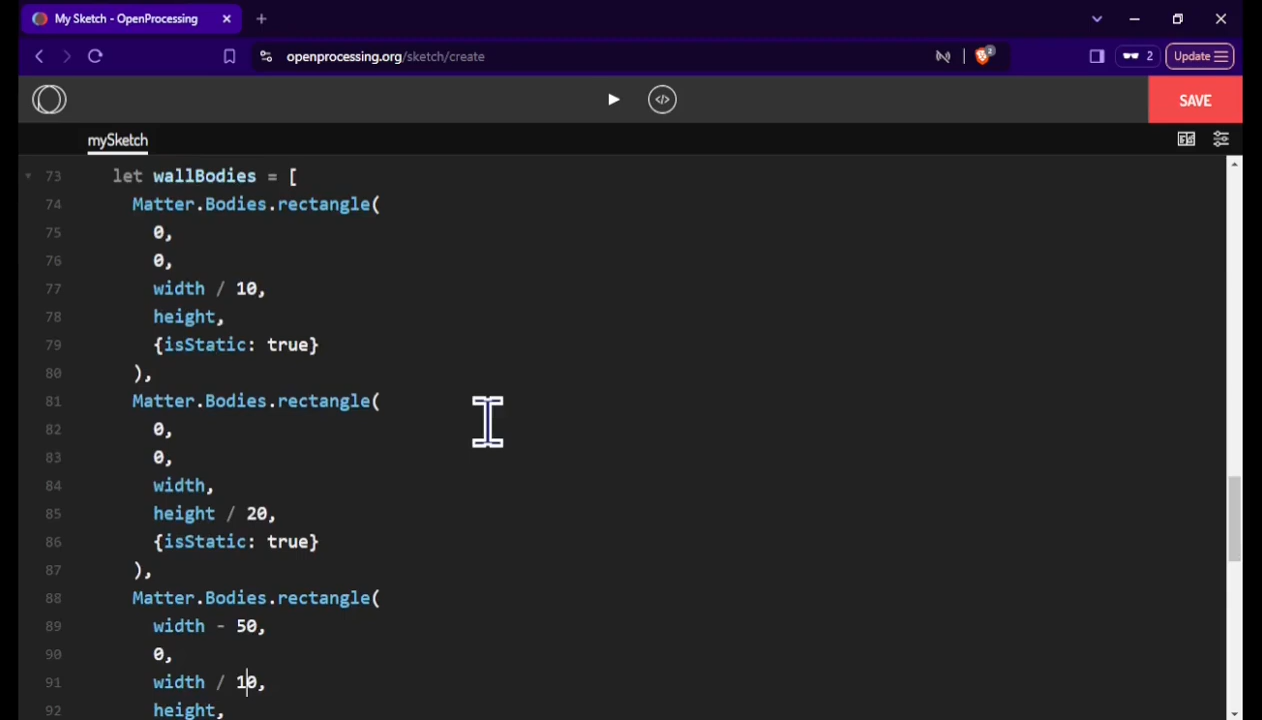 My Sketch - OpenProcessing
openprocessing.org/sketch/create
2
2
Update
</>
SAVE
mySketch
73 let wallBodies = [
74 Matter.Bodies.rectangle(
75 0,
76 0,
77 width / 10,
78 height,
79 {isStatic: true}
80 ),
81 Matter.Bodies.rectangle(
82 0,
83 0,
84 width,
85 height / 20,
86 {isStatic: true}
87 ),
88 Matter.Bodies.rectangle(
89 width - 50,
90 0,
91 width / 10,
92 height,